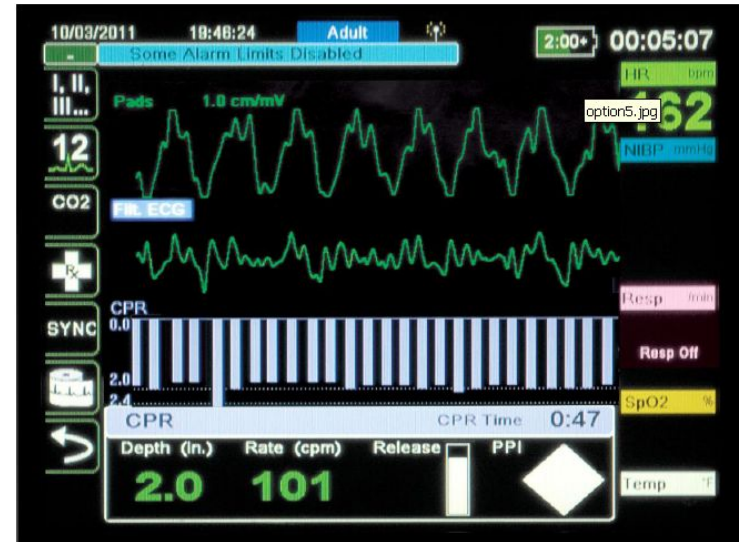 10/03/2011 19:46:24 Adult 2:00+ 00:05:07
- Some Alarm Limits Disabled
HR bpm
I, II,
III...
Pads 1.0 cm/mV
option5.jpg
62
12
NIBP mmHg
CO2
Filt. ECG
Rx
CPR
Resp /min
SYNC
0.0
Resp Off
2.0
2.4
SpO2 %
CPR CPR Time 0:47
Depth (in.) Rate (cpm) Release PPI
2.0 101
Temp °F